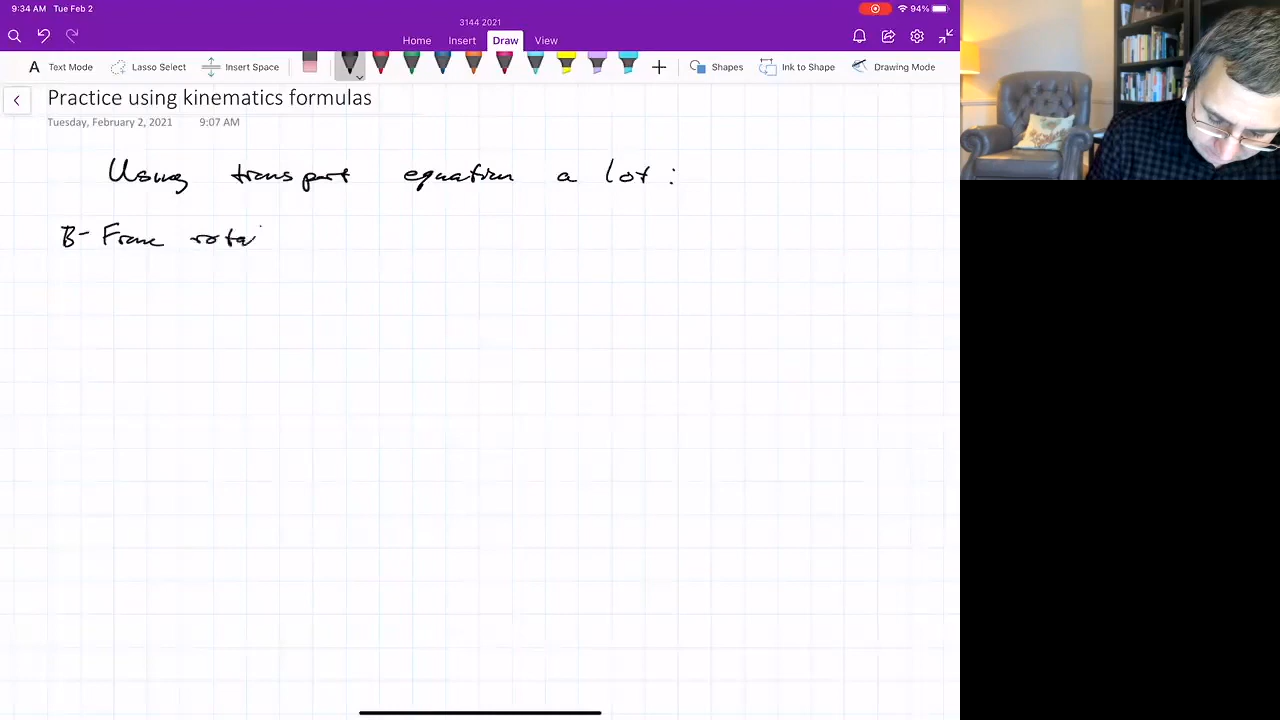 9:34 AM Tue Feb 2
94%
3144 2021
Home Insert Draw View
Text Mode Lasso Select Insert Space Shapes Ink to Shape Drawing Mode
Practice using kinematics formulas
Tuesday, February 2, 2021 9:07 AM
Using transport equation a lot :
B- Frame rotai